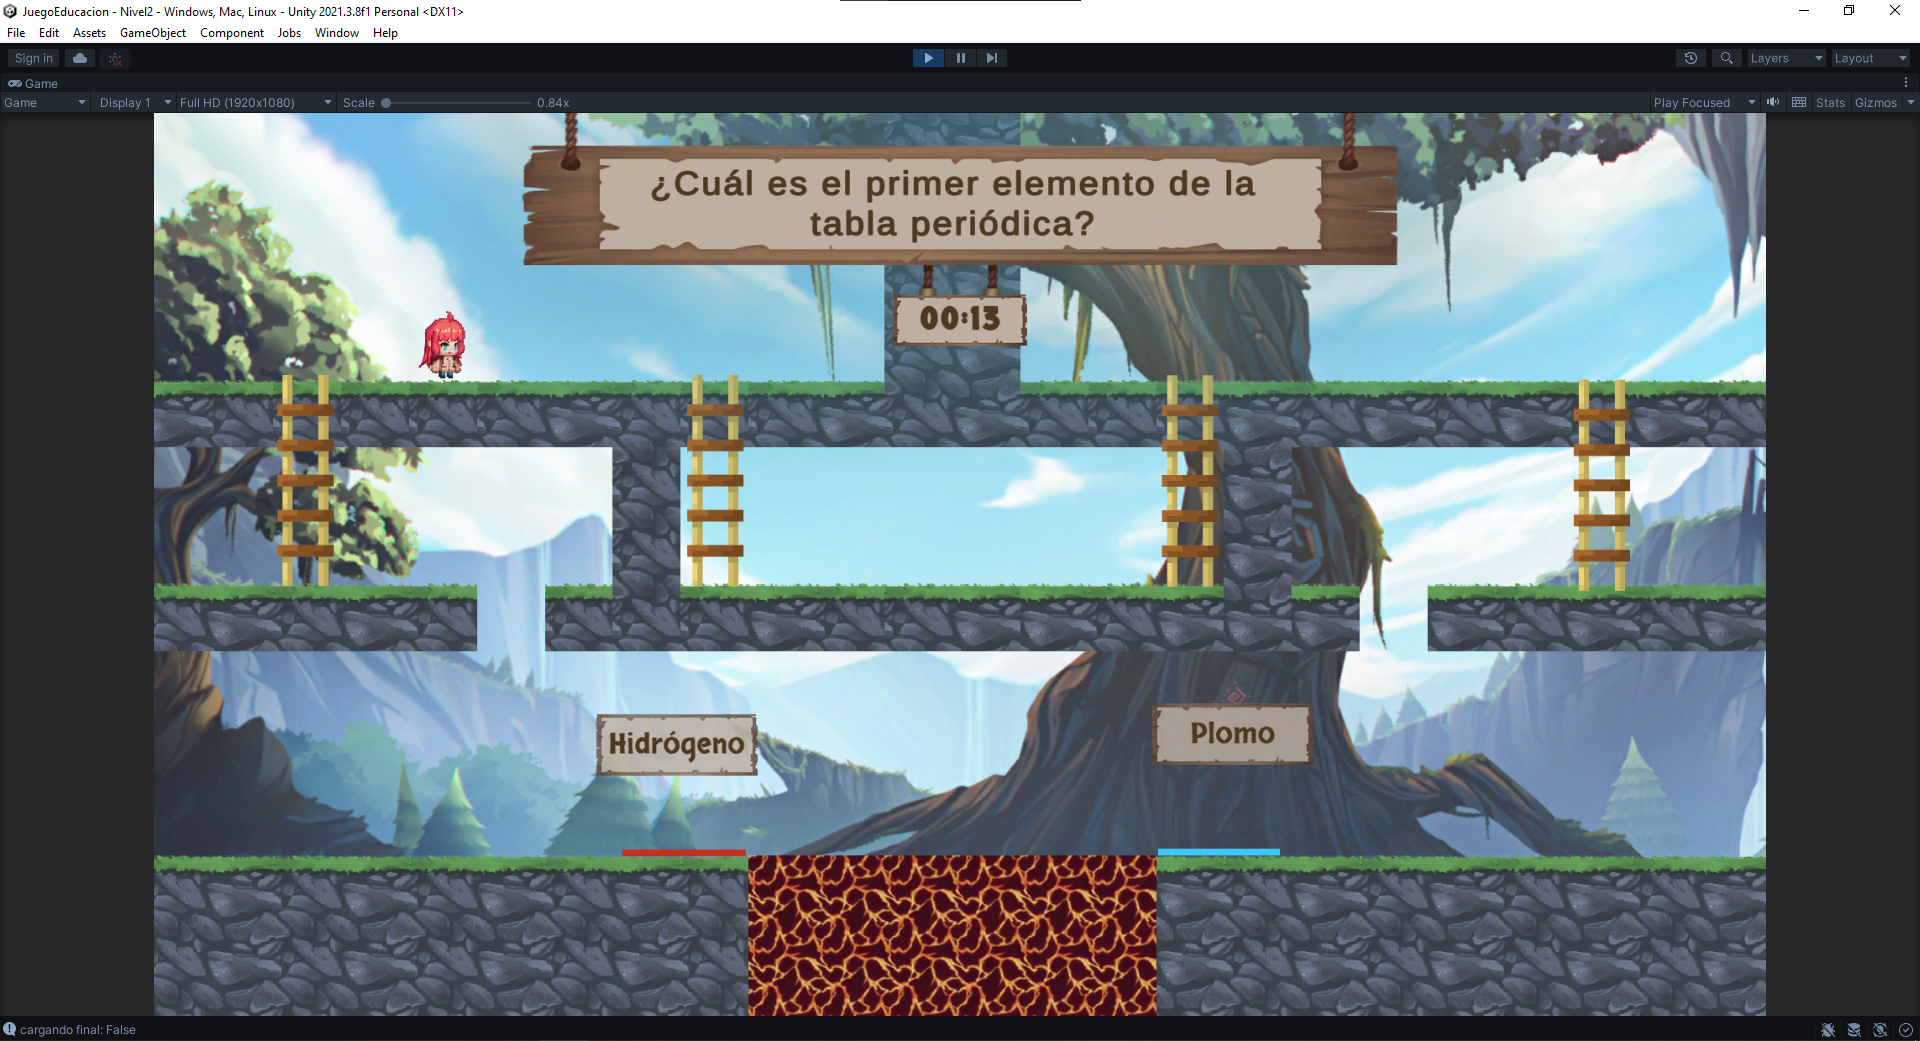 JuegoEducacion - Nivel2 - Windows, Mac, Linux - Unity 2021.3.8f1 Personal <DX11>
File Edit Assets GameObject Component Jobs Window Help
Sign in
Layers
Layout
Game
Game
Display 1
Full HD (1920x1080)
Scale
0.84x
Play Focused
Stats
Gizmos
¿Cuál es el primer elemento de la
tabla periódica?
00:13
Hidrógeno
Plomo
cargando final: False